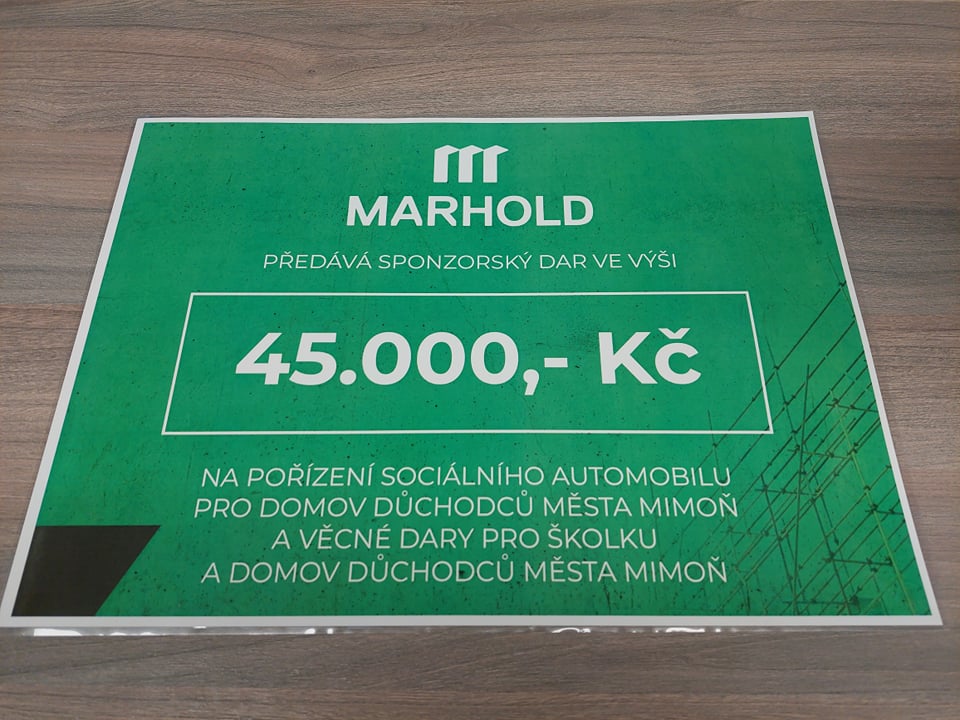 MARHOLD
PŘEDÁVÁ SPONZORSKÝ DAR VE VÝŠI
45.000,- Kč
NA POŘÍZENÍ SOCIÁLNÍHO AUTOMOBILU
PRO DOMOV DŮCHODCŮ MĚSTA MIMOŇ
A VĚCNÉ DARY PRO ŠKOLKU
A DOMOV DŮCHODCŮ MĚSTA MIMOŇ